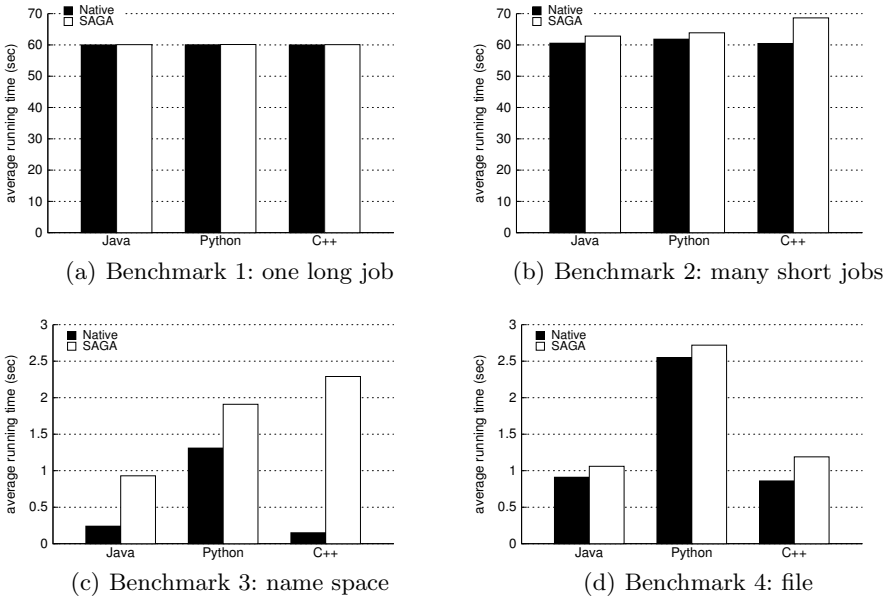 average running time (sec)
70
60
50
40
30
20
10
0
Native
SAGA
Java Python C++
(a) Benchmark 1: one long job
average running time (sec)
70
60
50
40
30
20
10
0
Native
SAGA
Java Python C++
(b) Benchmark 2: many short jobs
average running time (sec)
3
2.5
2
1.5
1
0.5
0
Native
SAGA
Java Python C++
(c) Benchmark 3: name space
average running time (sec)
3
2.5
2
1.5
1
0.5
0
Native
SAGA
Java Python C++
(d) Benchmark 4: file